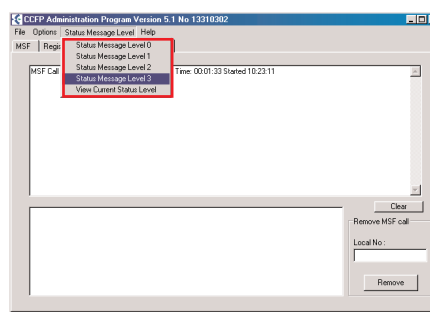 CCFP Administration Program Version 5.1 No 13310302
File Options Status Message Level Help
MSF Regis
Status Message Level 0
Status Message Level 1
Status Message Level 2
Status Message Level 3
View Current Status Level
MSF Call Time: 00:01:33 Started 10:23:11
Clear
Remove MSF call
Local No :
Remove